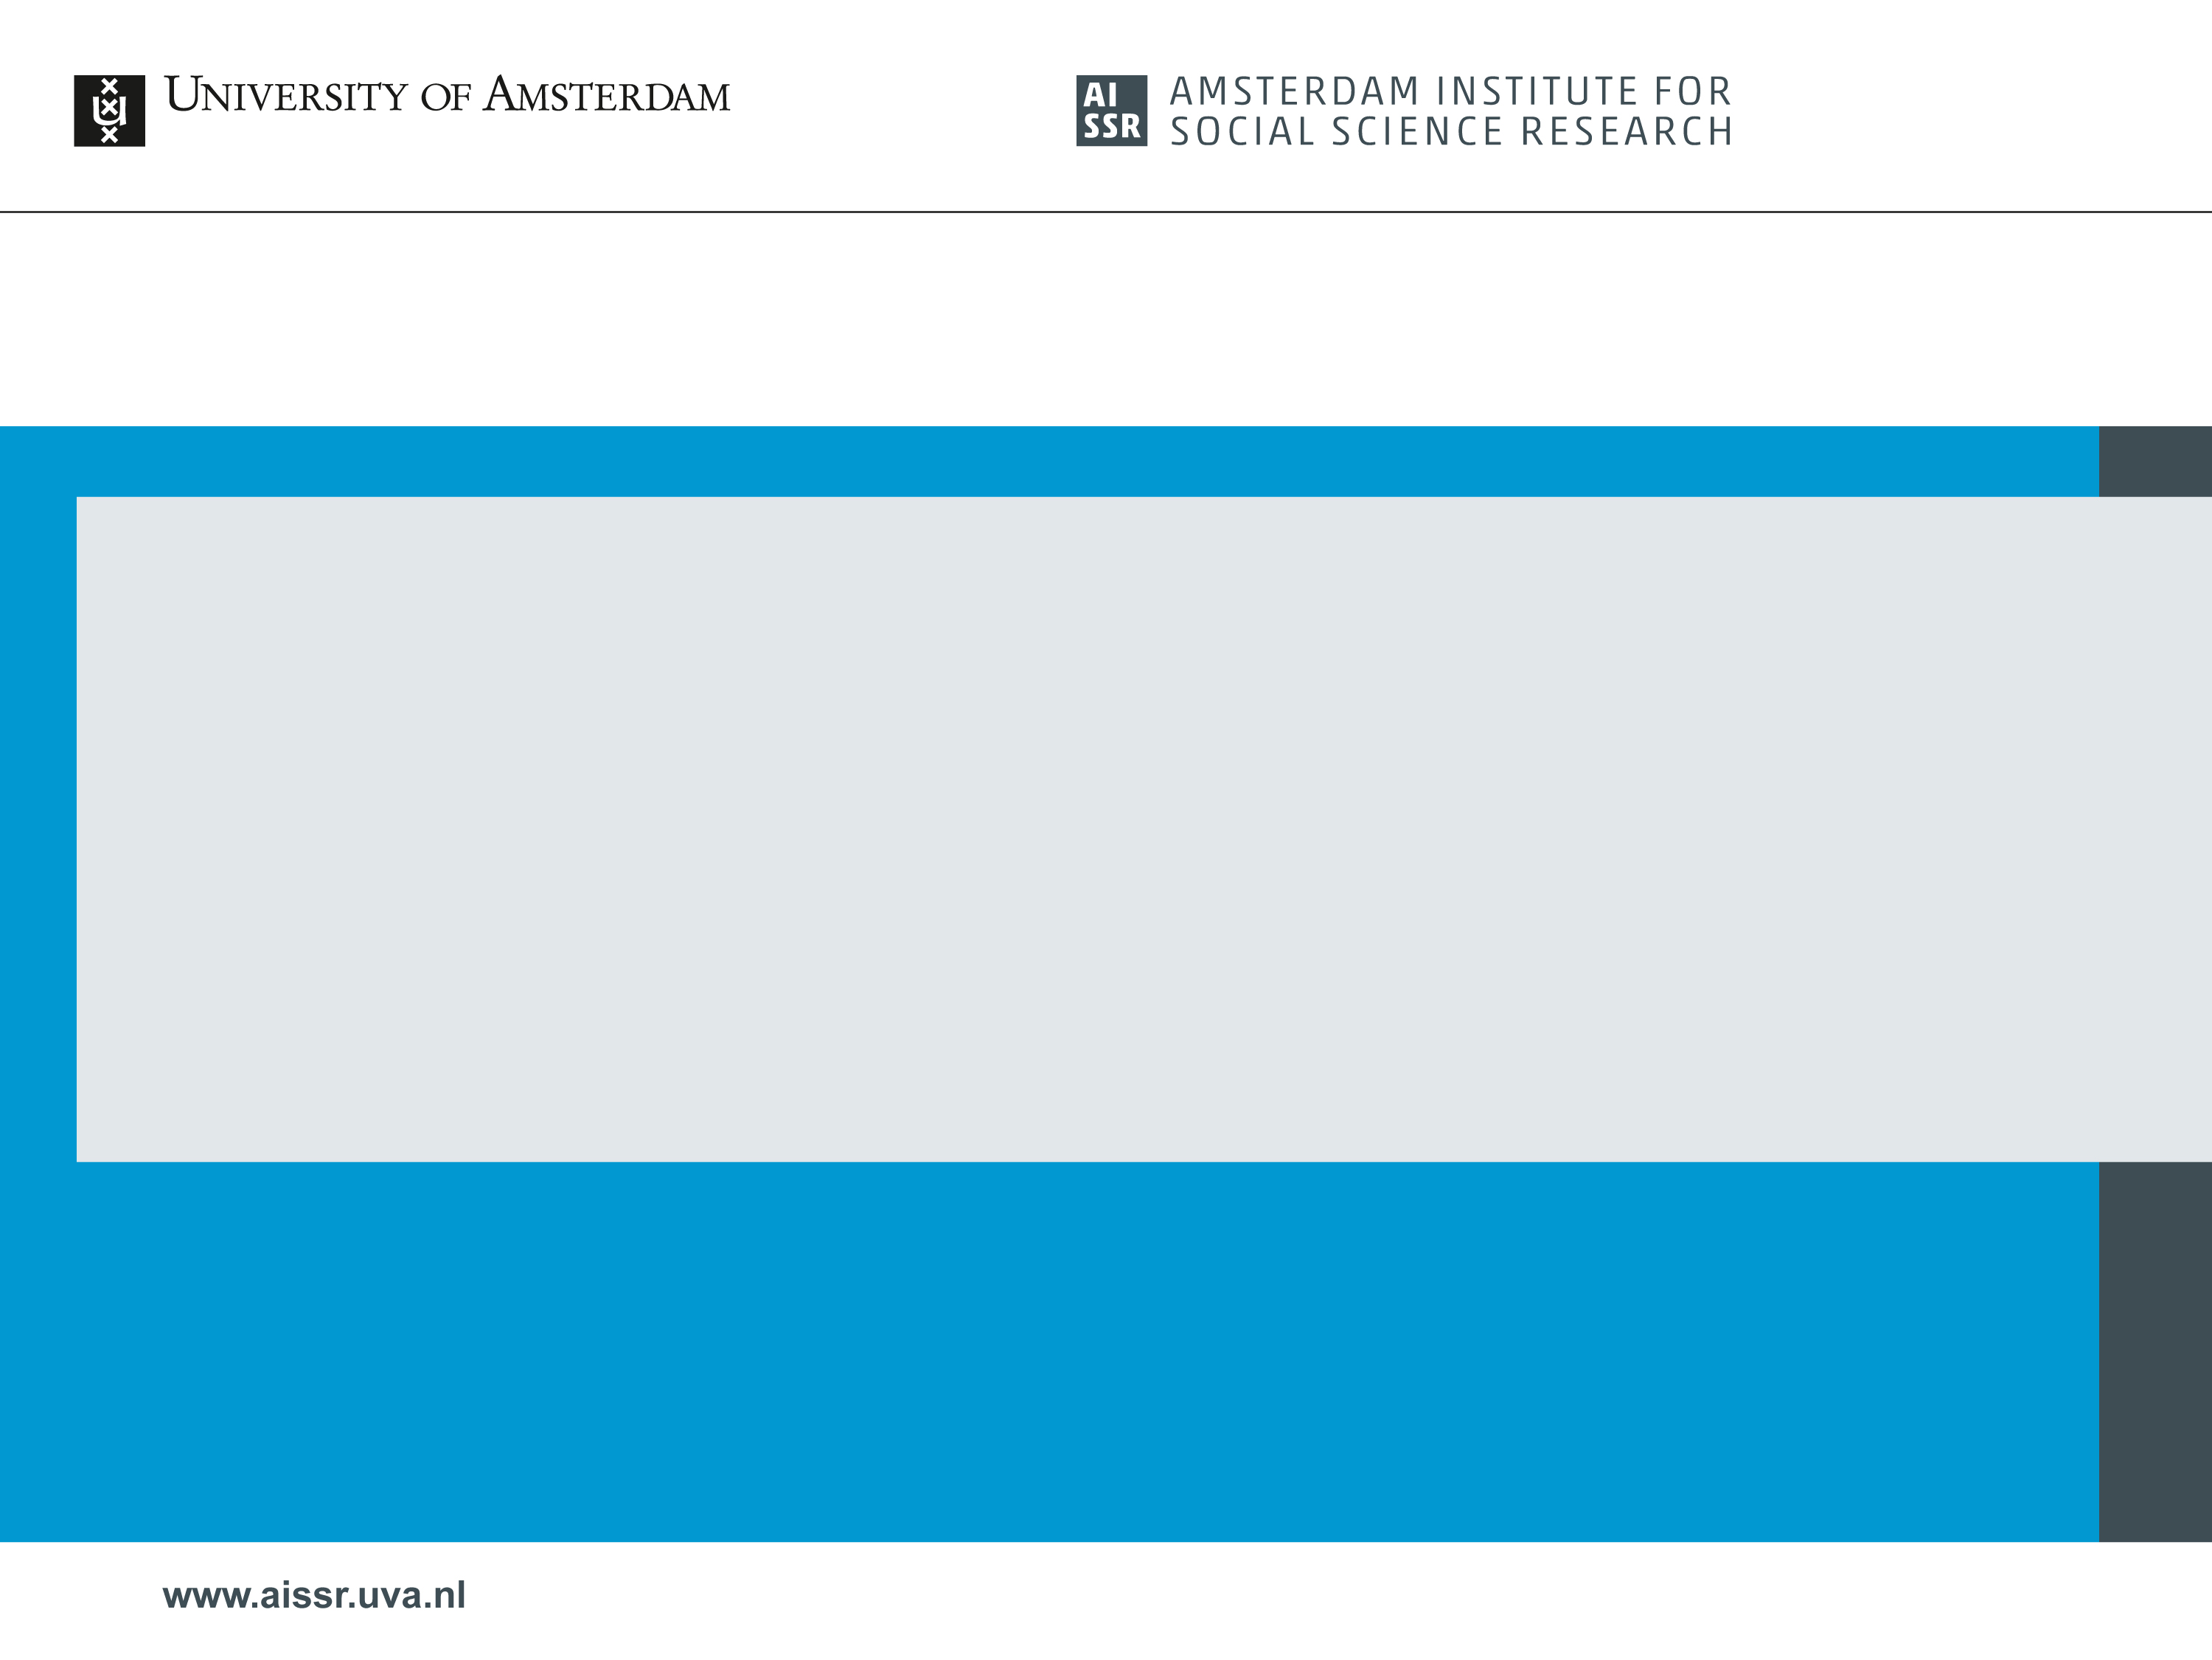 UNIVERSITY OF AMSTERDAM
AI
SSR
AMSTERDAM INSTITUTE FOR
SOCIAL SCIENCE RESEARCH
www.aissr.uva.nl